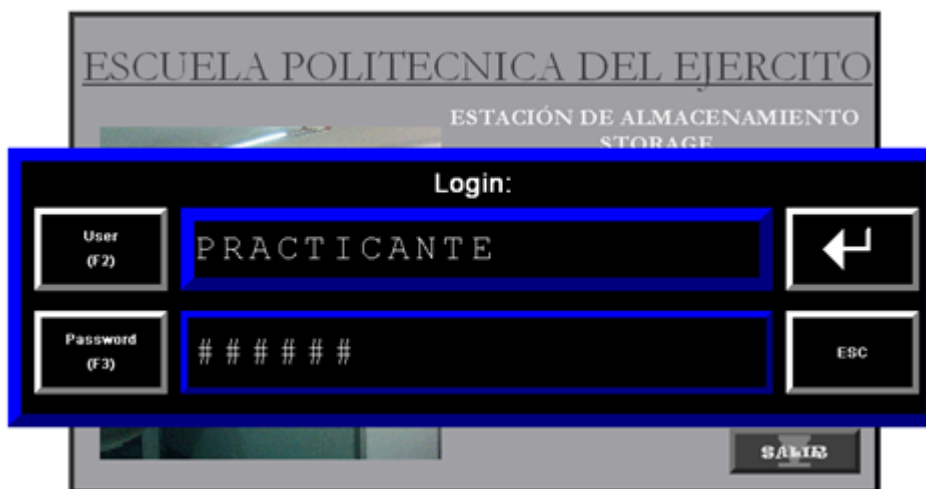 ESCUELA POLITECNICA DEL EJERCITO
ESTACIÓN DE ALMACENAMIENTO
STORAGE
Login:
User
(F2)
PRACTICANTE
Password
(F3)
######
ESC
SALIR